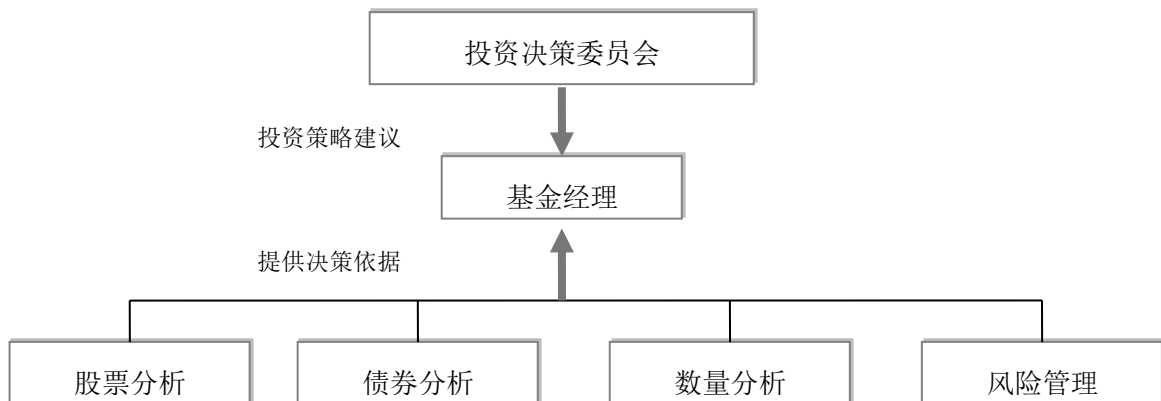 投资决策委员会
投资策略建议
基金经理
提供决策依据
股票分析
债券分析
数量分析
风险管理